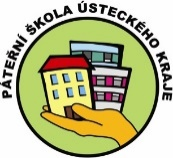 PÁTEŘNÍ ŠKOLA ÚSTECKÉHO KRAJE